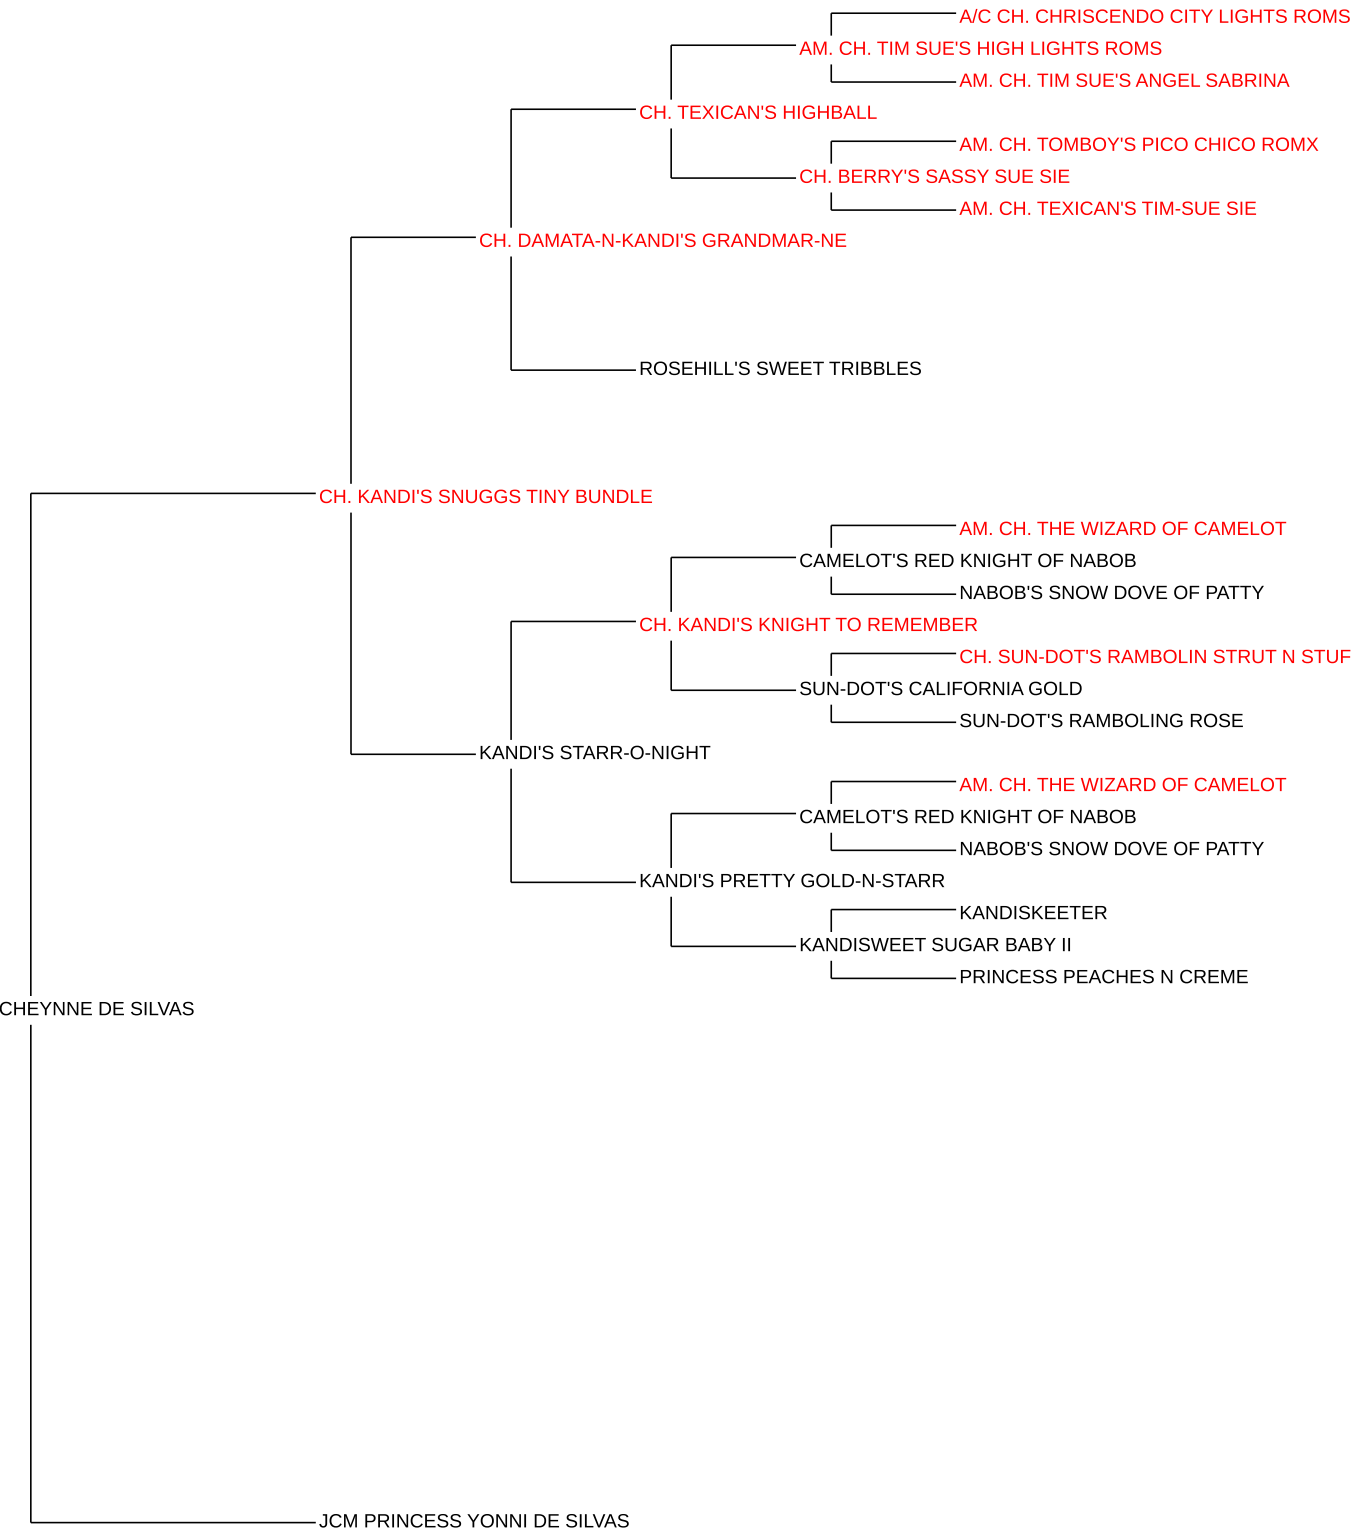 A/C CH. CHRISCENDO CITY LIGHTS ROMS
AM. CH. TIM SUE'S HIGH LIGHTS ROMS
AM. CH. TIM SUE'S ANGEL SABRINA
CH. TEXICAN'S HIGHBALL
AM. CH. TOMBOY'S PICO CHICO ROMX
CH. BERRY'S SASSY SUE SIE
AM. CH. TEXICAN'S TIM-SUE SIE
CH. DAMATA-N-KANDI'S GRANDMAR-NE
ROSEHILL'S SWEET TRIBBLES
CH. KANDI'S SNUGGS TINY BUNDLE
AM. CH. THE WIZARD OF CAMELOT
CAMELOT'S RED KNIGHT OF NABOB
NABOB'S SNOW DOVE OF PATTY
CH. KANDI'S KNIGHT TO REMEMBER
CH. SUN-DOT'S RAMBOLIN STRUT N STUF
SUN-DOT'S CALIFORNIA GOLD
SUN-DOT'S RAMBOLING ROSE
KANDI'S STARR-O-NIGHT
AM. CH. THE WIZARD OF CAMELOT
CAMELOT'S RED KNIGHT OF NABOB
NABOB'S SNOW DOVE OF PATTY
KANDI'S PRETTY GOLD-N-STARR
KANDISKEETER
KANDISWEET SUGAR BABY II
PRINCESS PEACHES N CREME
CHEYNNE DE SILVAS
JCM PRINCESS YONNI DE SILVAS